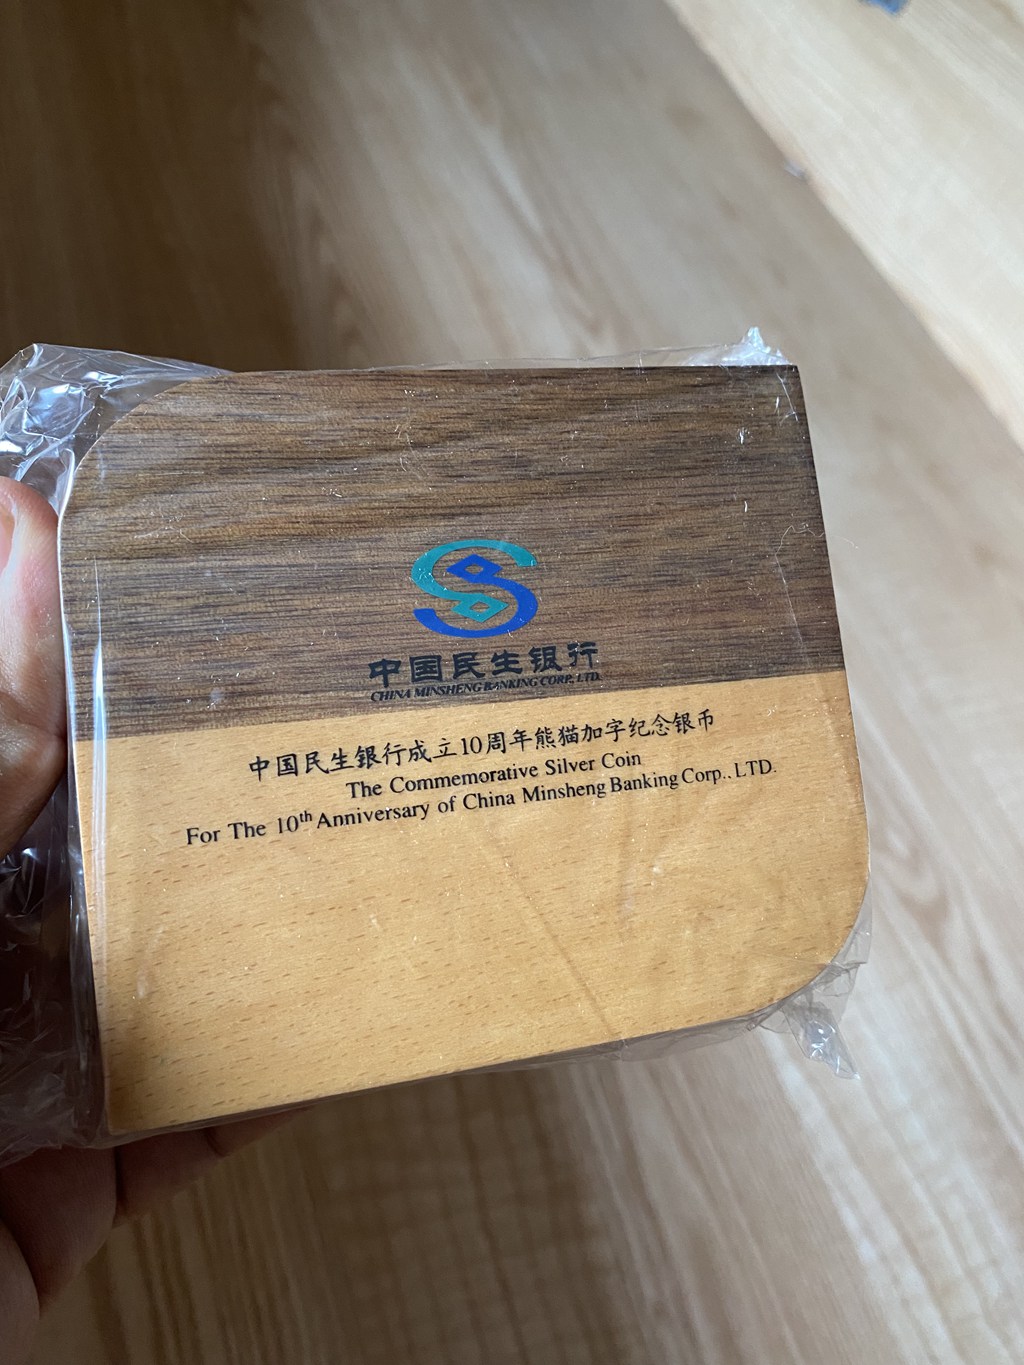 中国民生银行
CHINA MINSHENG BANKING CORP., LTD.
中国民生银行成立10周年熊猫加字纪念银币
The Commemorative Silver Coin
For The 10th Anniversary of China Minsheng Banking Corp., LTD.